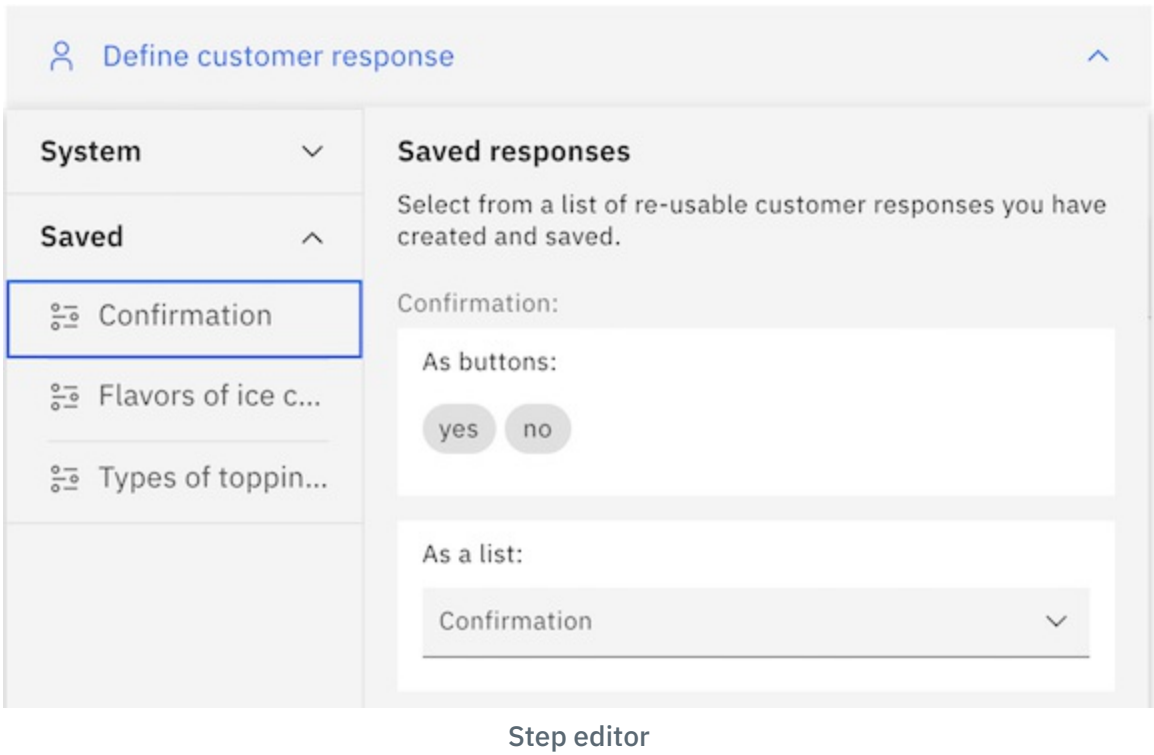 Define customer response
System
Saved
Confirmation
Flavors of ice c...
Types of toppin...
Saved responses
Select from a list of re-usable customer responses you have
created and saved.
Confirmation:
As buttons:
yes no
As a list:
Confirmation
Step editor